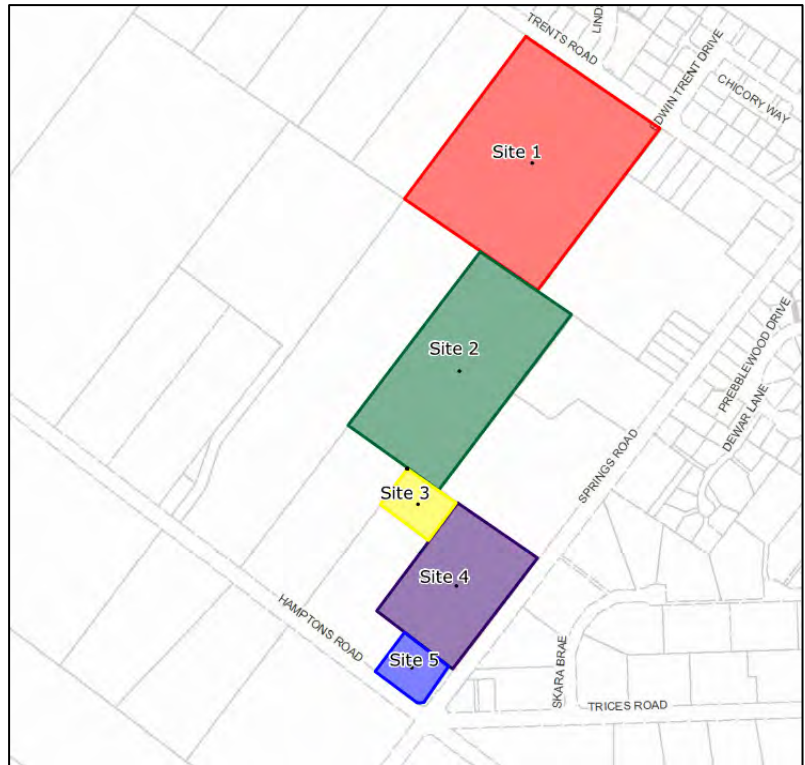 LIND
TRENTS ROAD
EDWIN TRENT DRIVE
CHICORY WAY
Site 1
Site 2
PREBBLEWOOD DRIVE
DEWAR LANE
SPRINGS ROAD
Site 3
Site 4
HAMPTONS ROAD
Site 5
SKARA BRAE
TRICES ROAD